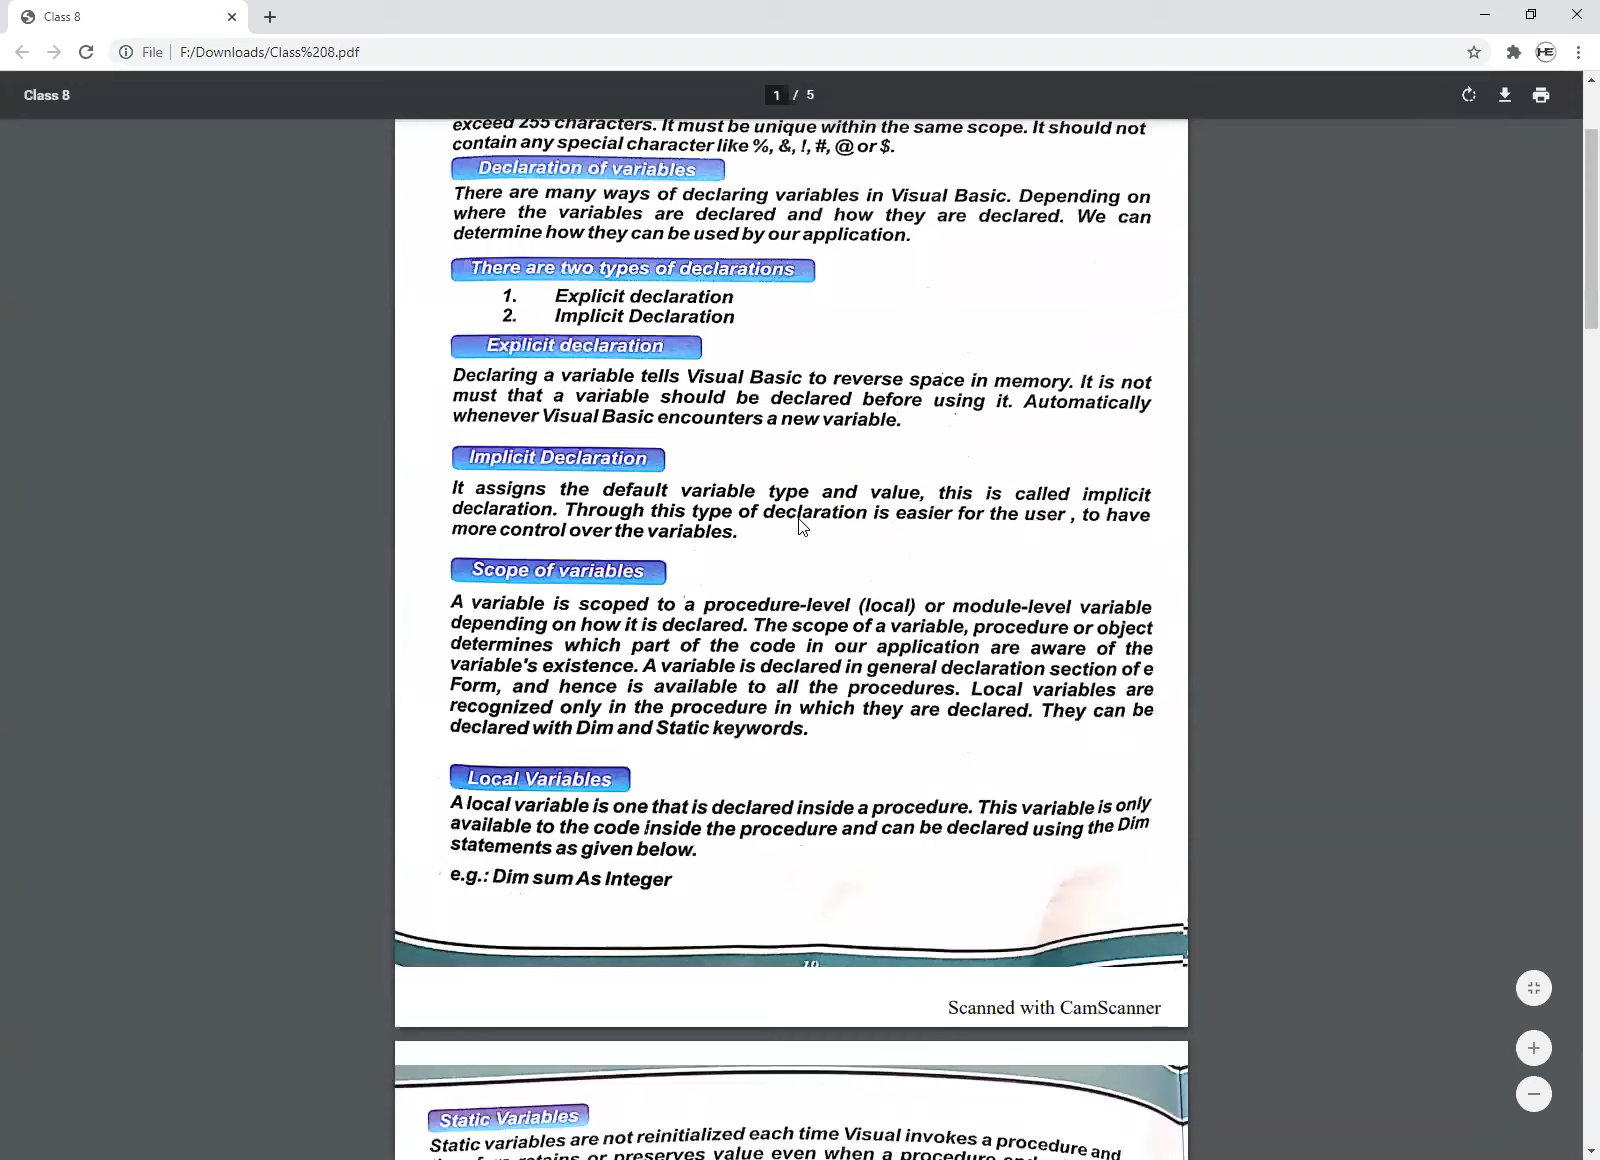 Class 8
File
F:/Downloads/Class%208.pdf
Class 8
1 / 5
exceed 255 characters. It must be unique within the same scope. It should not
contain any special character like %, &, !, #, @ or $.
Declaration of variables
There are many ways of declaring variables in Visual Basic. Depending on
where the variables are declared and how they are declared. We can
determine how they can be used by our application.
There are two types of declarations
1. Explicit declaration
2. Implicit Declaration
Explicit declaration
Declaring a variable tells Visual Basic to reverse space in memory. It is not
must that a variable should be declared before using it. Automatically
whenever Visual Basic encounters a new variable.
Implicit Declaration
It assigns the default variable type and value, this is called implicit
declaration. Through this type of declaration is easier for the user , to have
more control over the variables.
Scope of variables
A variable is scoped to a procedure-level (local) or module-level variable
depending on how it is declared. The scope of a variable, procedure or object
determines which part of the code in our application are aware of the
variable's existence. A variable is declared in general declaration section of e
Form, and hence is available to all the procedures. Local variables are
recognized only in the procedure in which they are declared. They can be
declared with Dim and Static keywords.
Local Variables
A local variable is one that is declared inside a procedure. This variable is only
available to the code inside the procedure and can be declared using the Dim
statements as given below.
e.g.: Dim sum As Integer
Scanned with CamScanner
Static Variables
Static variables are not reinitialized each time Visual invokes a procedure and
retains or preserves value even when a procedure